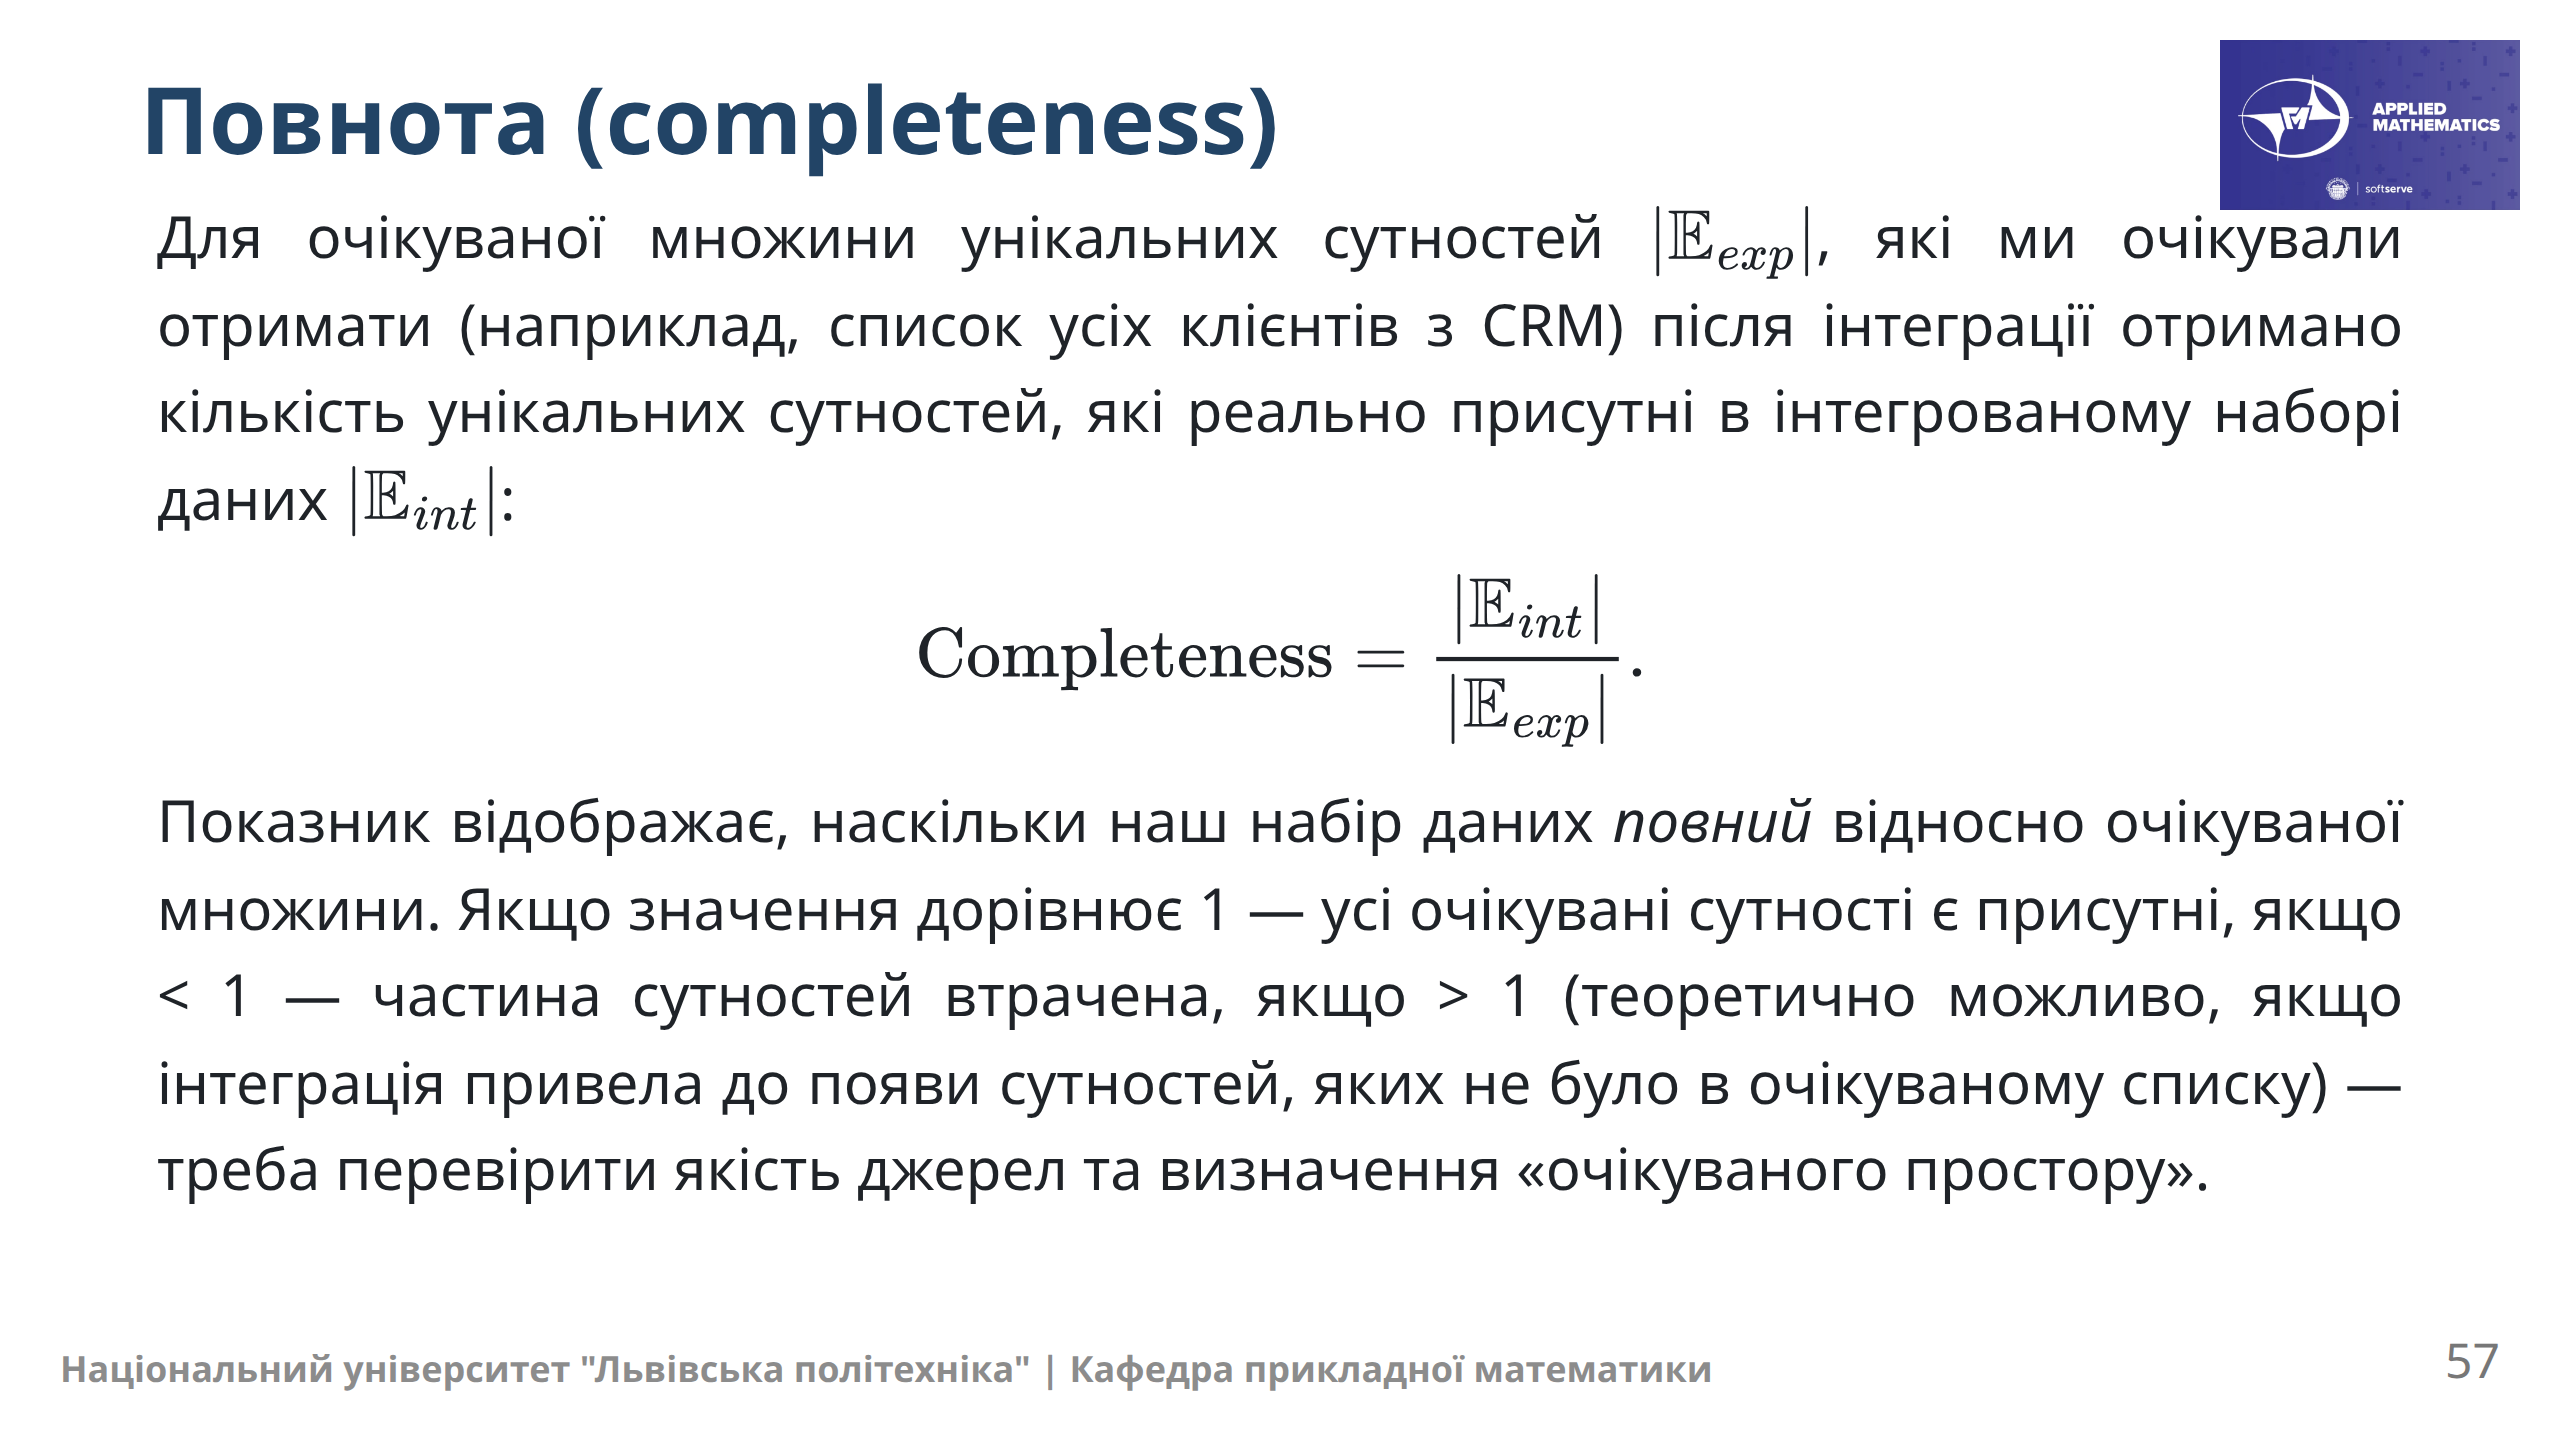 Повнота (completeness)
APPLIED
MATHEMATICS
softserve
Для очікуваної множини унікальних сутностей |𝔼exp|, які ми очікували
отримати (наприклад, список усіх клієнтів з CRM) після інтеграції отримано
кількість унікальних сутностей, які реально присутні в інтегрованому наборі
даних |𝔼int|:
Completeness = |𝔼int| / |𝔼exp|.
Показник відображає, наскільки наш набір даних повний відносно очікуваної
множини. Якщо значення дорівнює 1 — усі очікувані сутності є присутні, якщо
< 1 — частина сутностей втрачена, якщо > 1 (теоретично можливо, якщо
інтеграція привела до появи сутностей, яких не було в очікуваному списку) —
треба перевірити якість джерел та визначення «очікуваного простору».
Національний університет "Львівська політехніка" | Кафедра прикладної математики
57